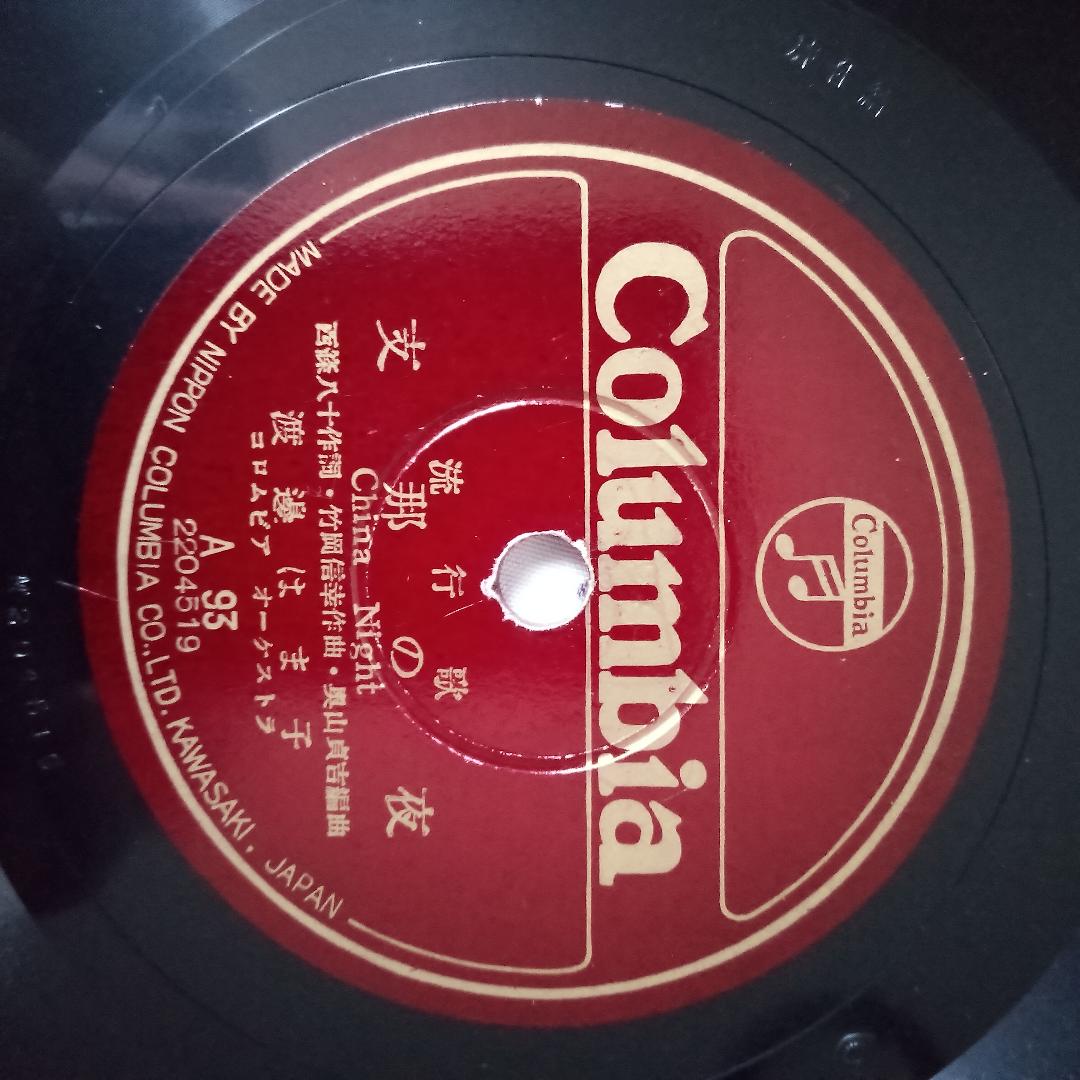 Columbia
Columbia
流行歌
支那の夜
China Night
西條八十作詞・竹岡信幸作曲・奥山貞吉編曲
渡邊はま子
コロムビア オーケストラ
A 93
2204519
MADE BY NIPPON COLUMBIA CO., LTD. KAWASAKI, JAPAN